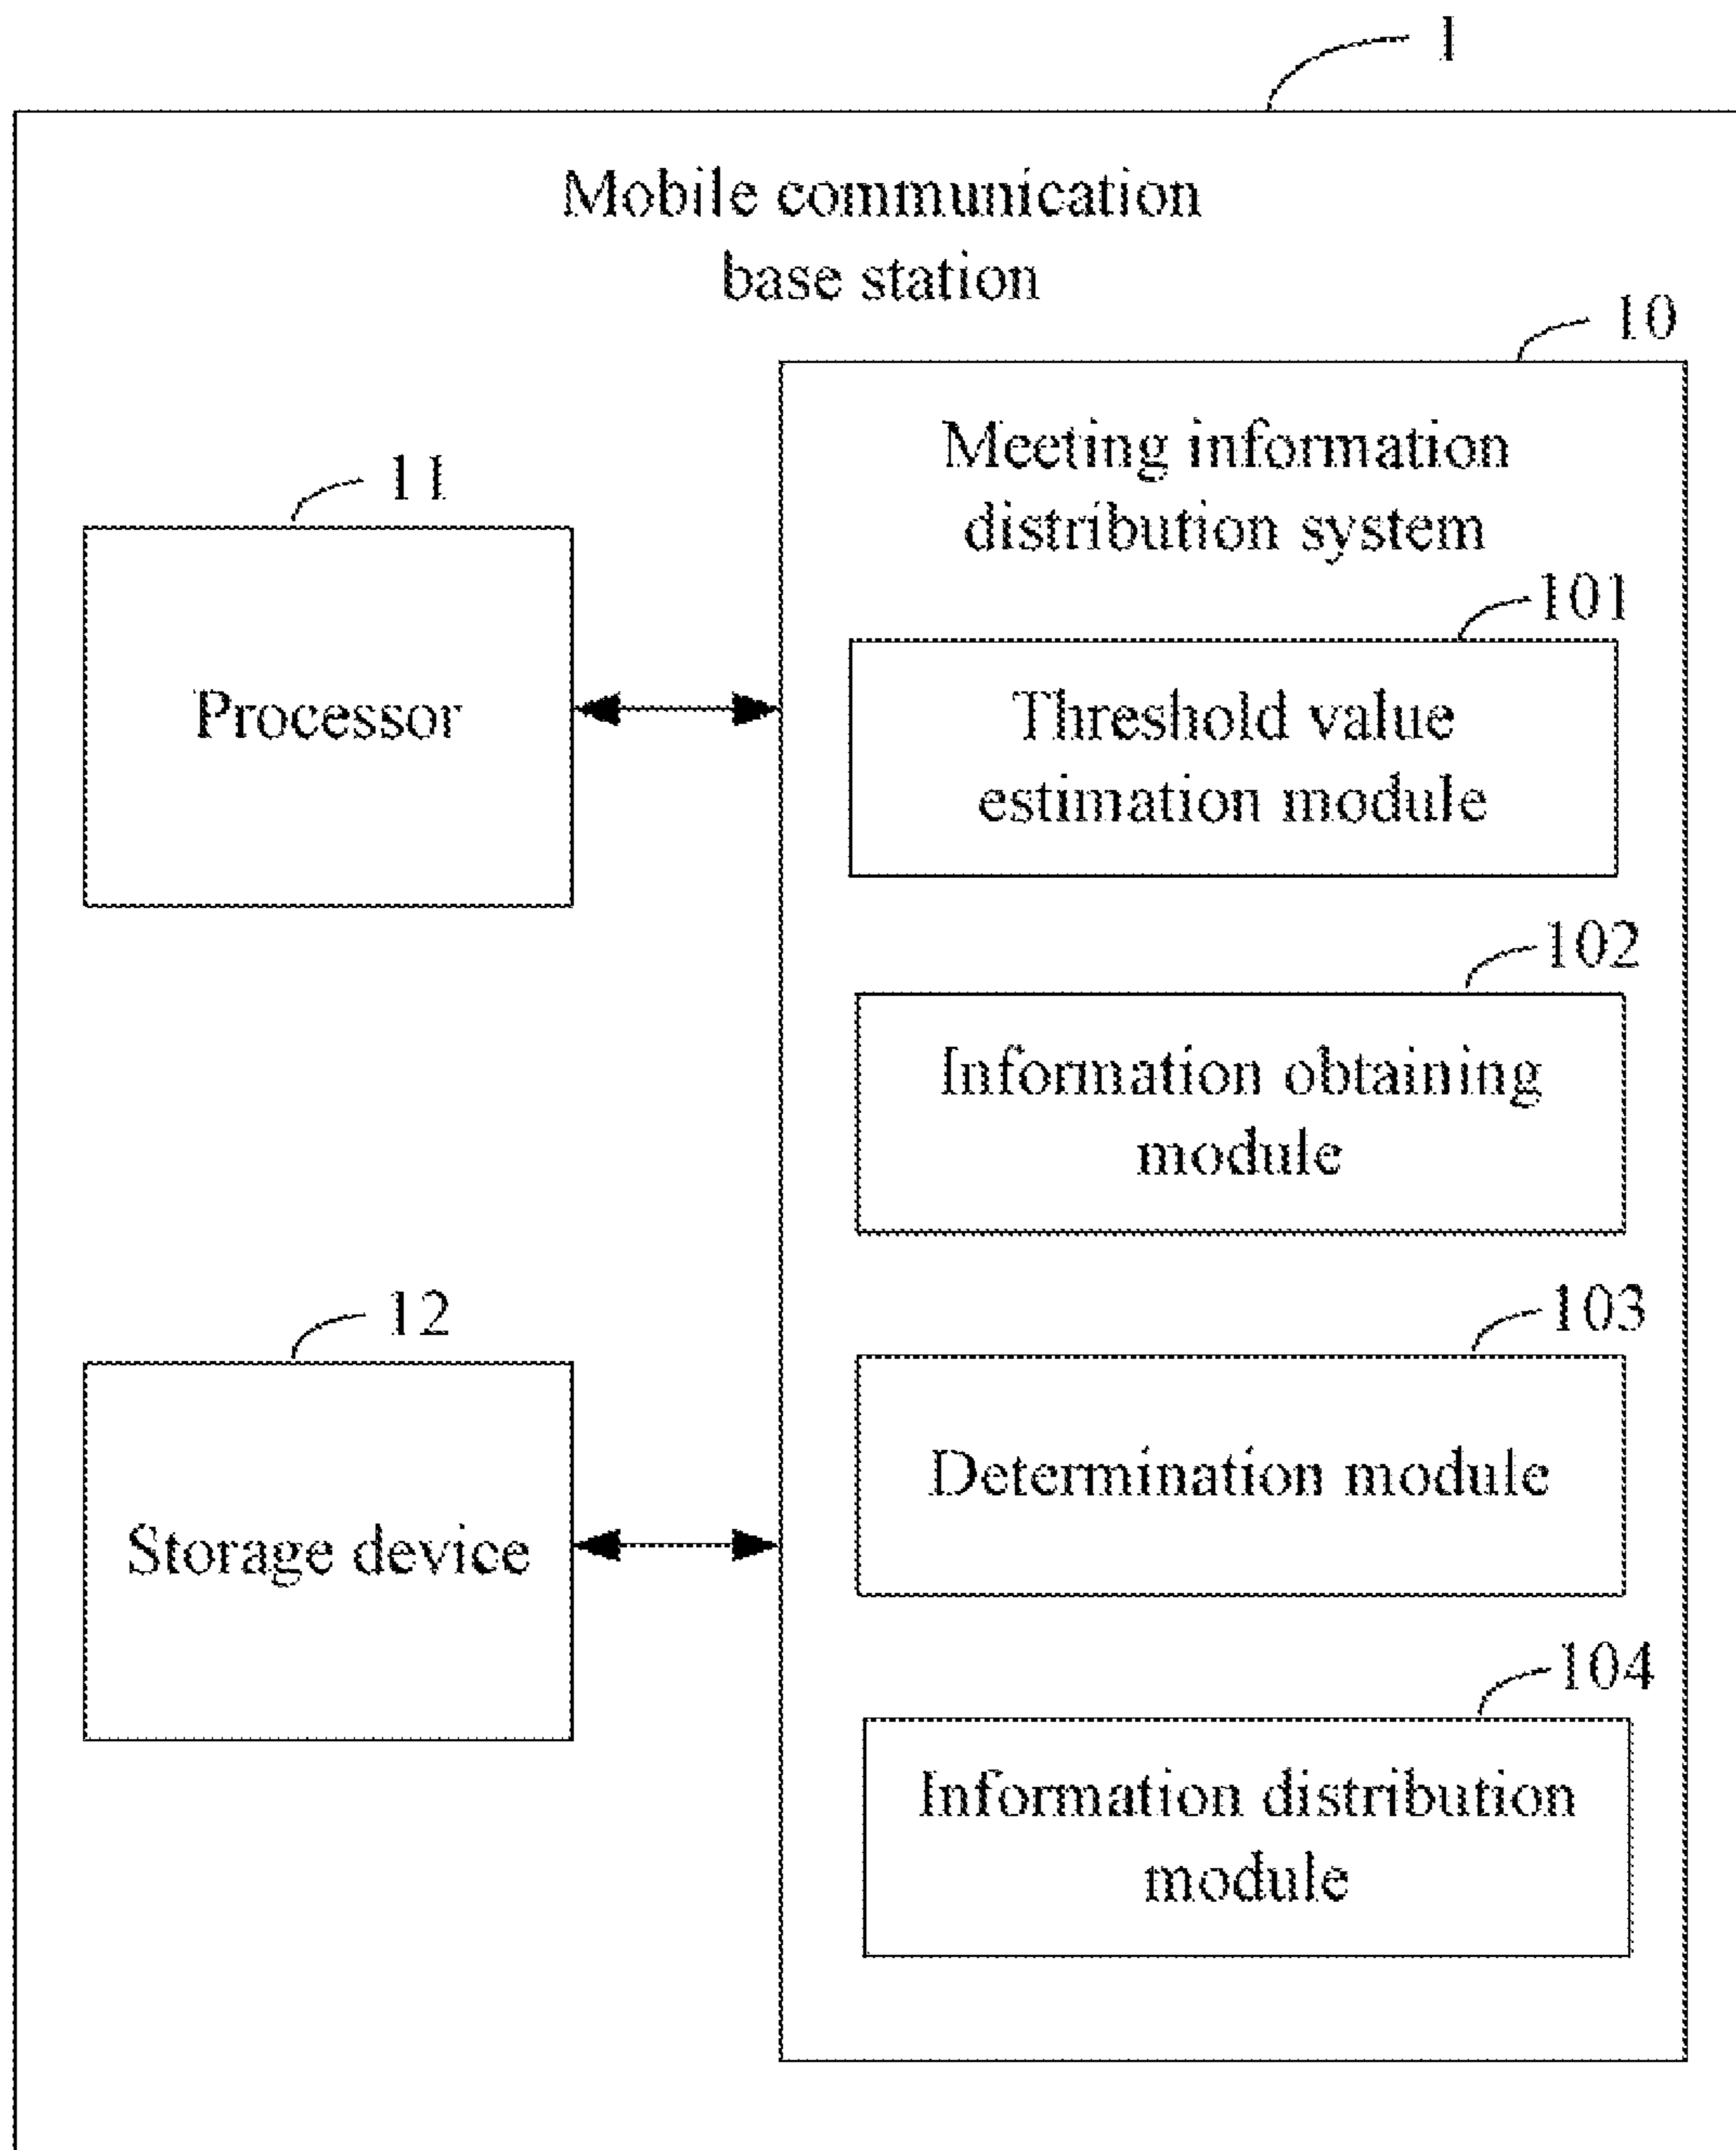 1
Mobile communication
base station
10
Meeting information
distribution system
11
Processor
101
Threshold value
estimation module
102
Information obtaining
module
12
Storage device
103
Determination module
104
Information distribution
module